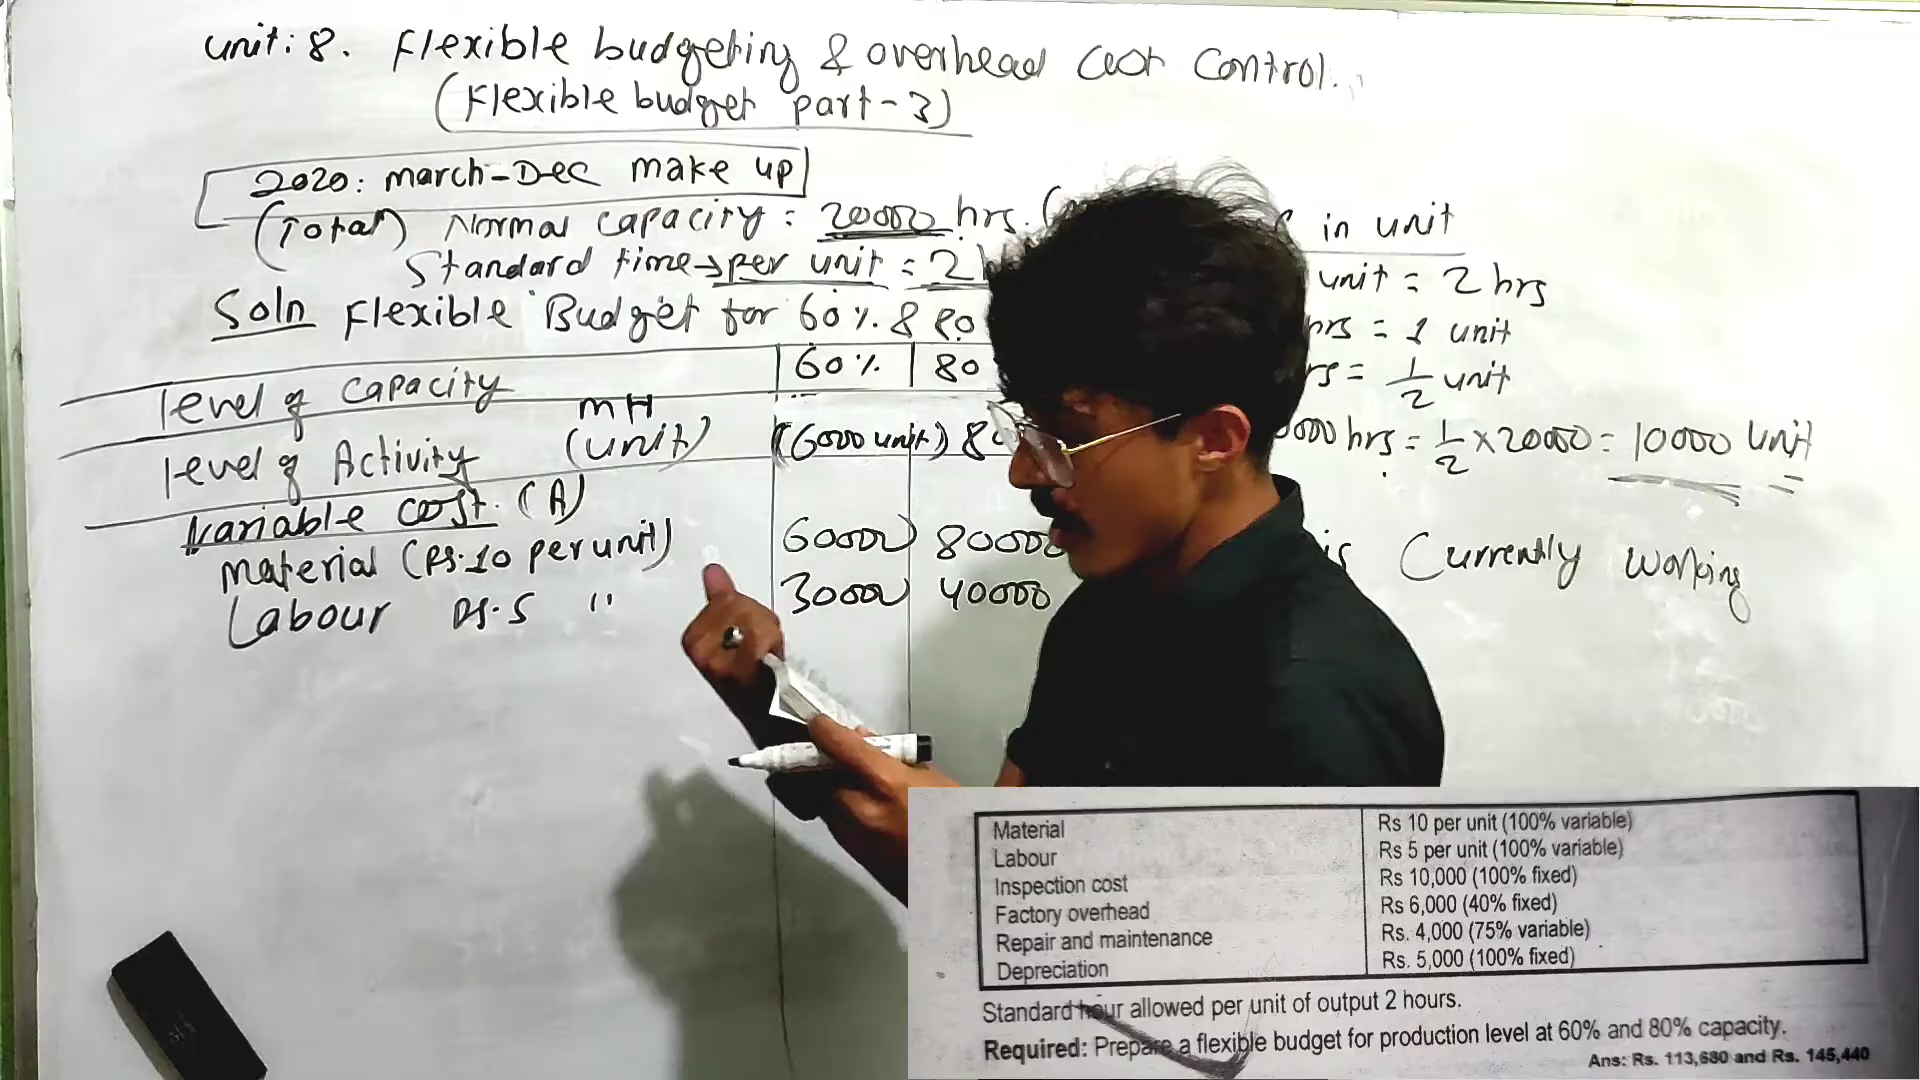 unit: 8. Flexible budgeting & overhead cost control.
(Flexible budget part-3)
2020: march-Dec make up
(Total) Normal capacity = 20000 hrs. in unit
Standard time → per unit = 2 unit = 2 hrs
Soln Flexible Budget for 60%. & 80 hrs = 1 unit
level of capacity 60% 80 = 1/2 unit
level of Activity MH (unit) (6000 unit) hrs = 1/2 × 20000 = 10000 unit
Variable cost. (A)
material (Rs. 10 per unit) 60000 80000 is currently working
Labour Rs. 5 " 30000 40000
Material Rs 10 per unit (100% variable)
Labour Rs 5 per unit (100% variable)
Inspection cost Rs 10,000 (100% fixed)
Factory overhead Rs 6,000 (40% fixed)
Repair and maintenance Rs. 4,000 (75% variable)
Depreciation Rs. 5,000 (100% fixed)
Standard hour allowed per unit of output 2 hours.
Required: Prepare a flexible budget for production level at 60% and 80% capacity.
Ans: Rs. 113,680 and Rs. 145,440